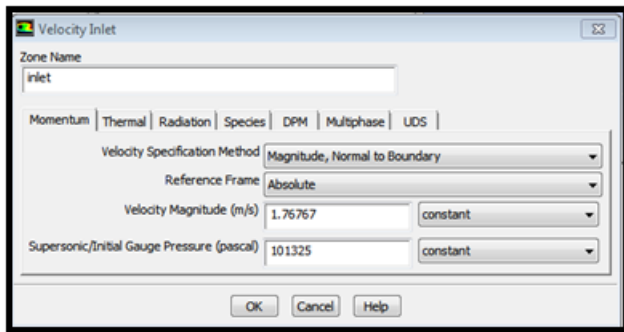 Velocity Inlet
Zone Name
inlet
Momentum Thermal Radiation Species DPM Multiphase UDS
Velocity Specification Method Magnitude, Normal to Boundary
Reference Frame Absolute
Velocity Magnitude (m/s) 1.76767 constant
Supersonic/Initial Gauge Pressure (pascal) 101325 constant
OK Cancel Help